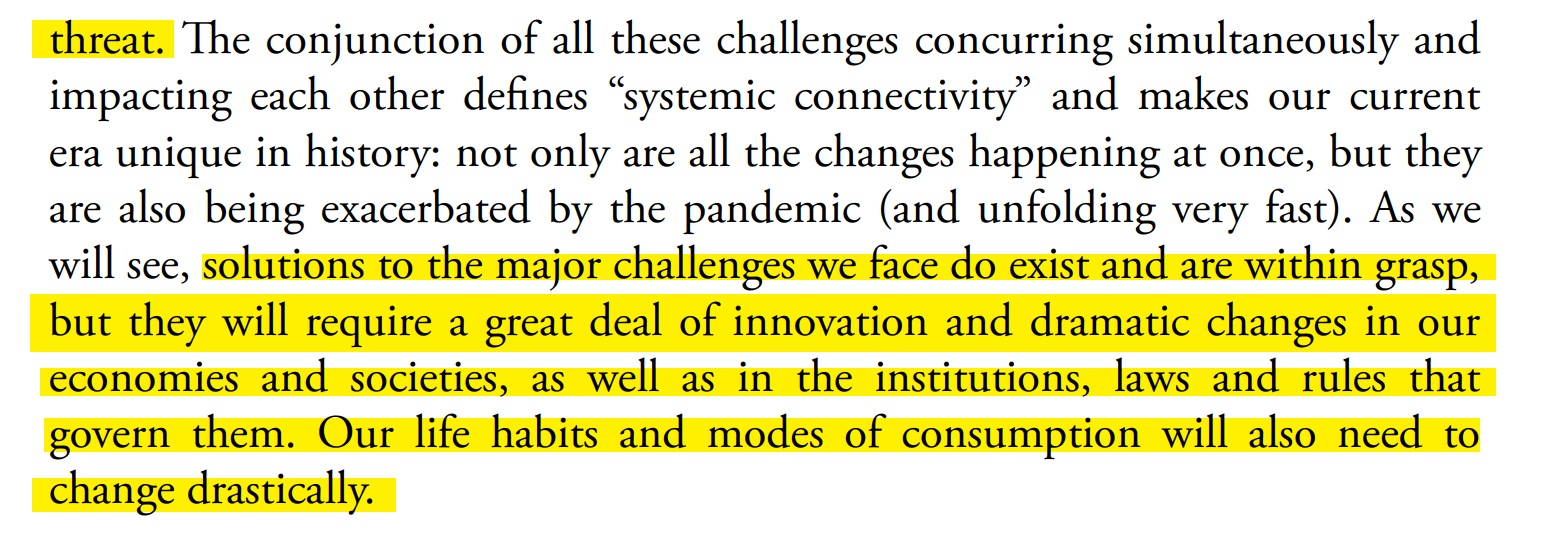 threat. The conjunction of all these challenges concurring simultaneously and
impacting each other defines “systemic connectivity” and makes our current
era unique in history: not only are all the changes happening at once, but they
are also being exacerbated by the pandemic (and unfolding very fast). As we
will see, solutions to the major challenges we face do exist and are within grasp,
but they will require a great deal of innovation and dramatic changes in our
economies and societies, as well as in the institutions, laws and rules that
govern them. Our life habits and modes of consumption will also need to
change drastically.